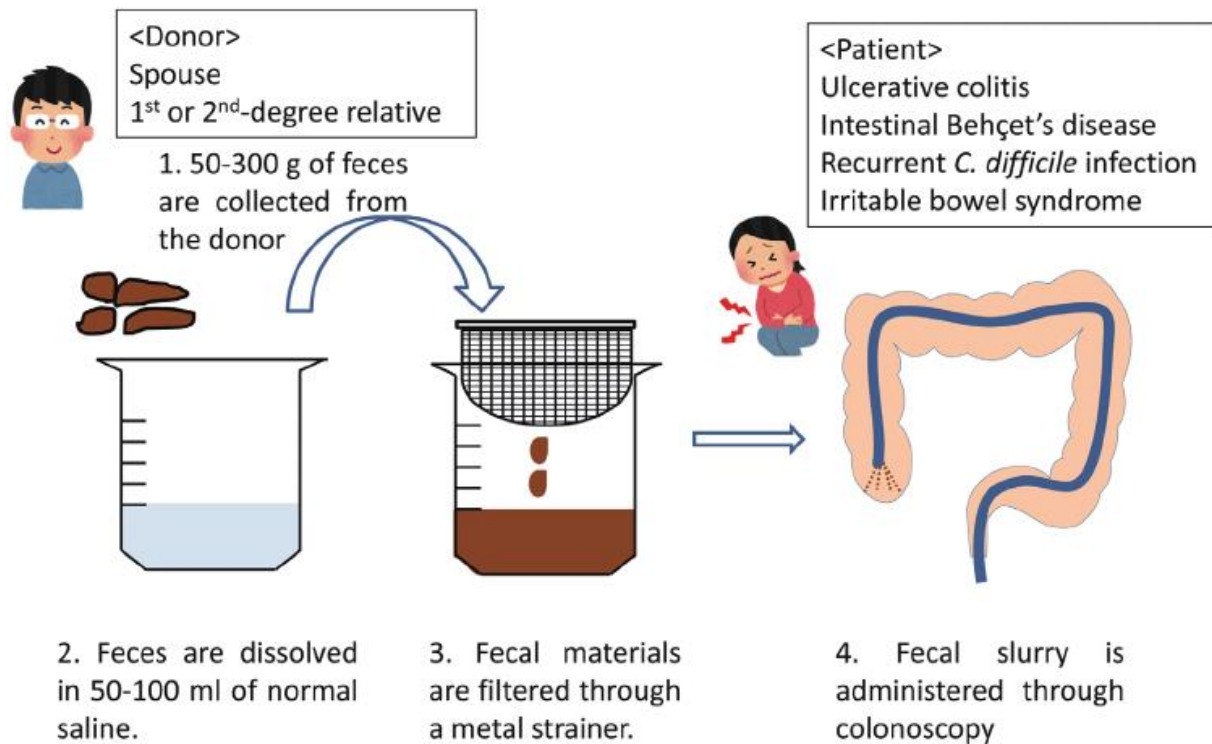 <Donor>
Spouse
1st or 2nd-degree relative
1. 50-300 g of feces
are collected from
the donor
<Patient>
Ulcerative colitis
Intestinal Behçet’s disease
Recurrent C. difficile infection
Irritable bowel syndrome
2. Feces are dissolved
in 50-100 ml of normal
saline.
3. Fecal materials
are filtered through
a metal strainer.
4. Fecal slurry is
administered through
colonoscopy